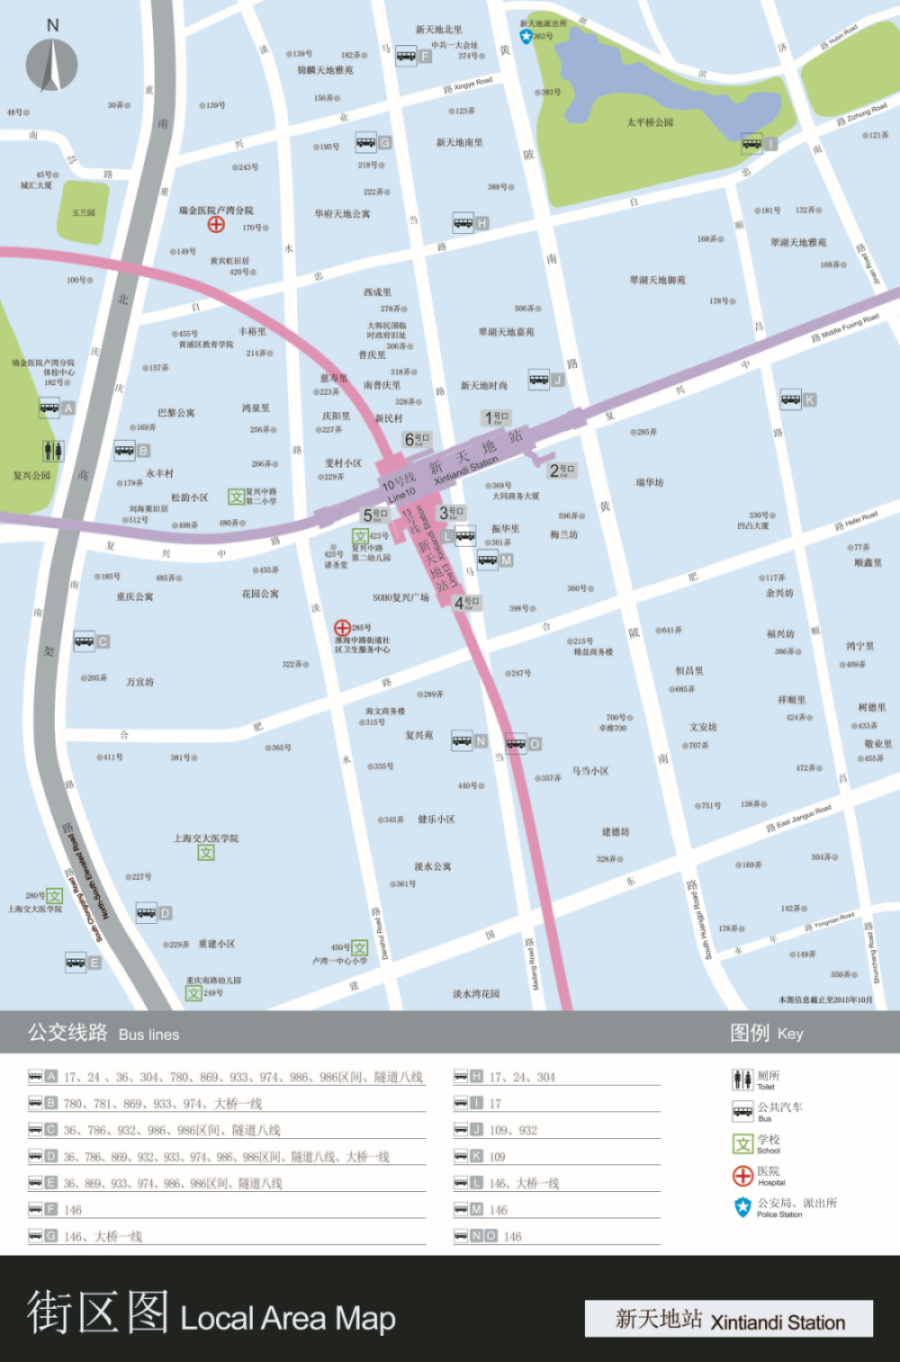 N
新天地北里
新天地派出所
363号
中共一大会址
374号
139号
182弄
锦麟天地雅苑
156弄
383号
太平桥公园
路 Hubin Road
路 Zizhong Road
121弄
路 Xingye Road
123弄
新天地南里
30弄
139号
48号
195号
218号
243号
45号
城汇大厦
玉兰园
瑞金医院卢湾分院
170号
222弄
388号
华府天地公寓
181号
132弄
168弄
翠湖天地雅苑
168弄
149号
黄宾虹旧居
429号
100号
翠湖天地御苑
178号
西成里
278弄
506弄
大韩民国临
时政府旧址
306弄
普庆里
翠湖天地嘉苑
455号
黄浦区教育学院
丰裕里
214弄
路 Middle Fuxing Road
瑞金医院卢湾分院
体检中心
182号
157弄
318弄
慈寿里
223弄
南普庆里
328弄
新天地时尚
巴黎公寓
鸿泉里
169弄
256弄
庆阳里
227弄
新民村
1号口
6号口
285弄
复兴公园
永丰村
179弄
266弄
斐村小区
229弄
新天地站
Xintiandi Station
10号线
Line10
2号口
瑞华坊
松韵小区
复兴中路
第二小学
369号
大同商务大厦
刘海粟旧居
512号
498弄
480弄
5号口
3号口
596弄
梅兰坊
振华里
301弄
330号
凹凸大厦
路 Hefei Road
423号
复兴中路
第二幼儿园
425号
诸圣堂
77弄
顺鑫里
185号
485弄
455弄
重庆公寓
花园公寓
SOHO复兴广场
4号口
398号
360号
117弄
余兴坊
285号
淮海中路街道社
区卫生服务中心
215号
精益商务楼
641弄
福兴坊
386弄
鸿宁里
409弄
322弄
205弄
万宜坊
247号
恒昌里
685弄
289弄
海文商务楼
315号
复兴苑
700号
卓维700
文安坊
707弄
祥顺里
424弄
树德里
433弄
敬业里
455弄
411号
381号
365号
335号
357弄
马当小区
472弄
440号
751号
138弄
345弄
健乐小区
建德坊
路 East Jianguo Road
上海交大医学院
328弄
淡水公寓
361号
169弄
504弄
227号
280号
上海交大医学院
142弄
路 Yongnian Road
178弄
229弄
重建小区
450号
卢湾一中心小学
149弄
550弄
重庆南路幼儿园
249号
淡水湾花园
本图信息截止至2015年10月
South Chongqing Road
North-South Elevated Road
Danshui Road
Madang Road
South Huangpi Road
Shunchang Road
公交线路 Bus lines
图例 Key
A 17、24 、36、304、780、869、933、974、986、986区间、隧道八线
B 780、781、869、933、974、大桥一线
C 36、786、932、986、986区间、隧道八线
D 36、786、869、932、933、974、986、986区间、隧道八线、大桥一线
E 36、869、933、974、986、986区间、隧道八线
F 146
G 146、大桥一线
H 17、24、304
I 17
J 109、932
K 109
L 146、大桥一线
M 146
N O 146
厕所
Toilet
公共汽车
Bus
学校
School
医院
Hospital
公安局、派出所
Police Station
街区图 Local Area Map
新天地站 Xintiandi Station